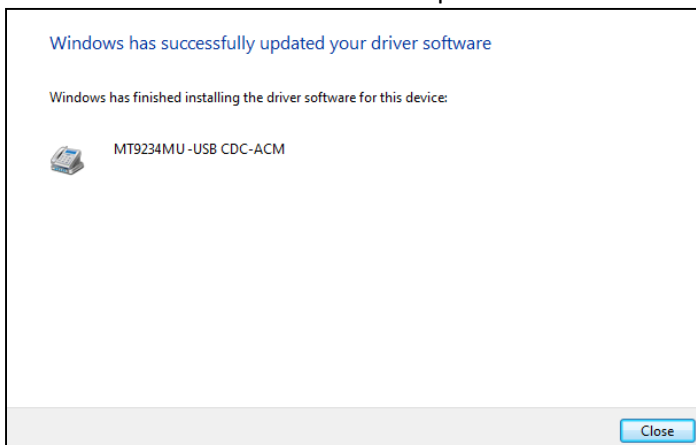 Windows has successfully updated your driver software
Windows has finished installing the driver software for this device:
MT9234MU -USB CDC-ACM
Close